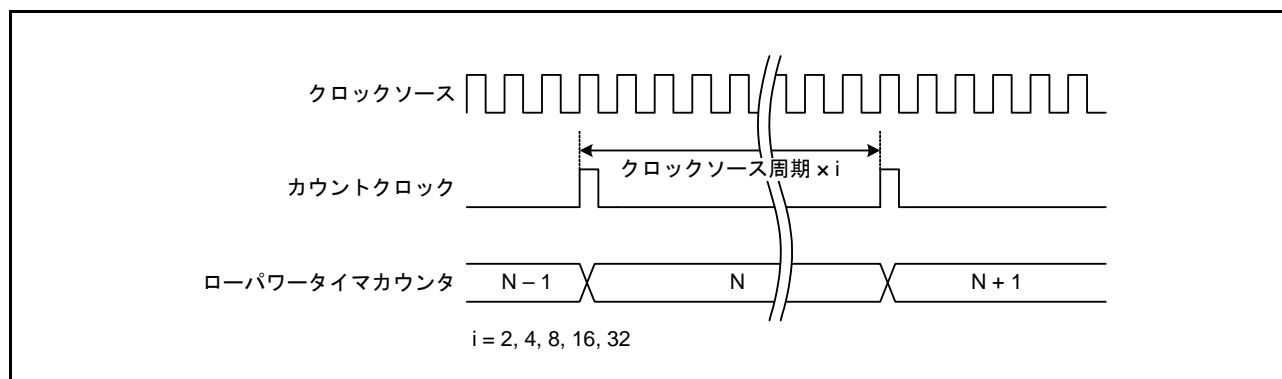 クロックソース
クロックソース周期 × i
カウントクロック
ローパワータイマカウンタ
N – 1
N
N + 1
i = 2, 4, 8, 16, 32